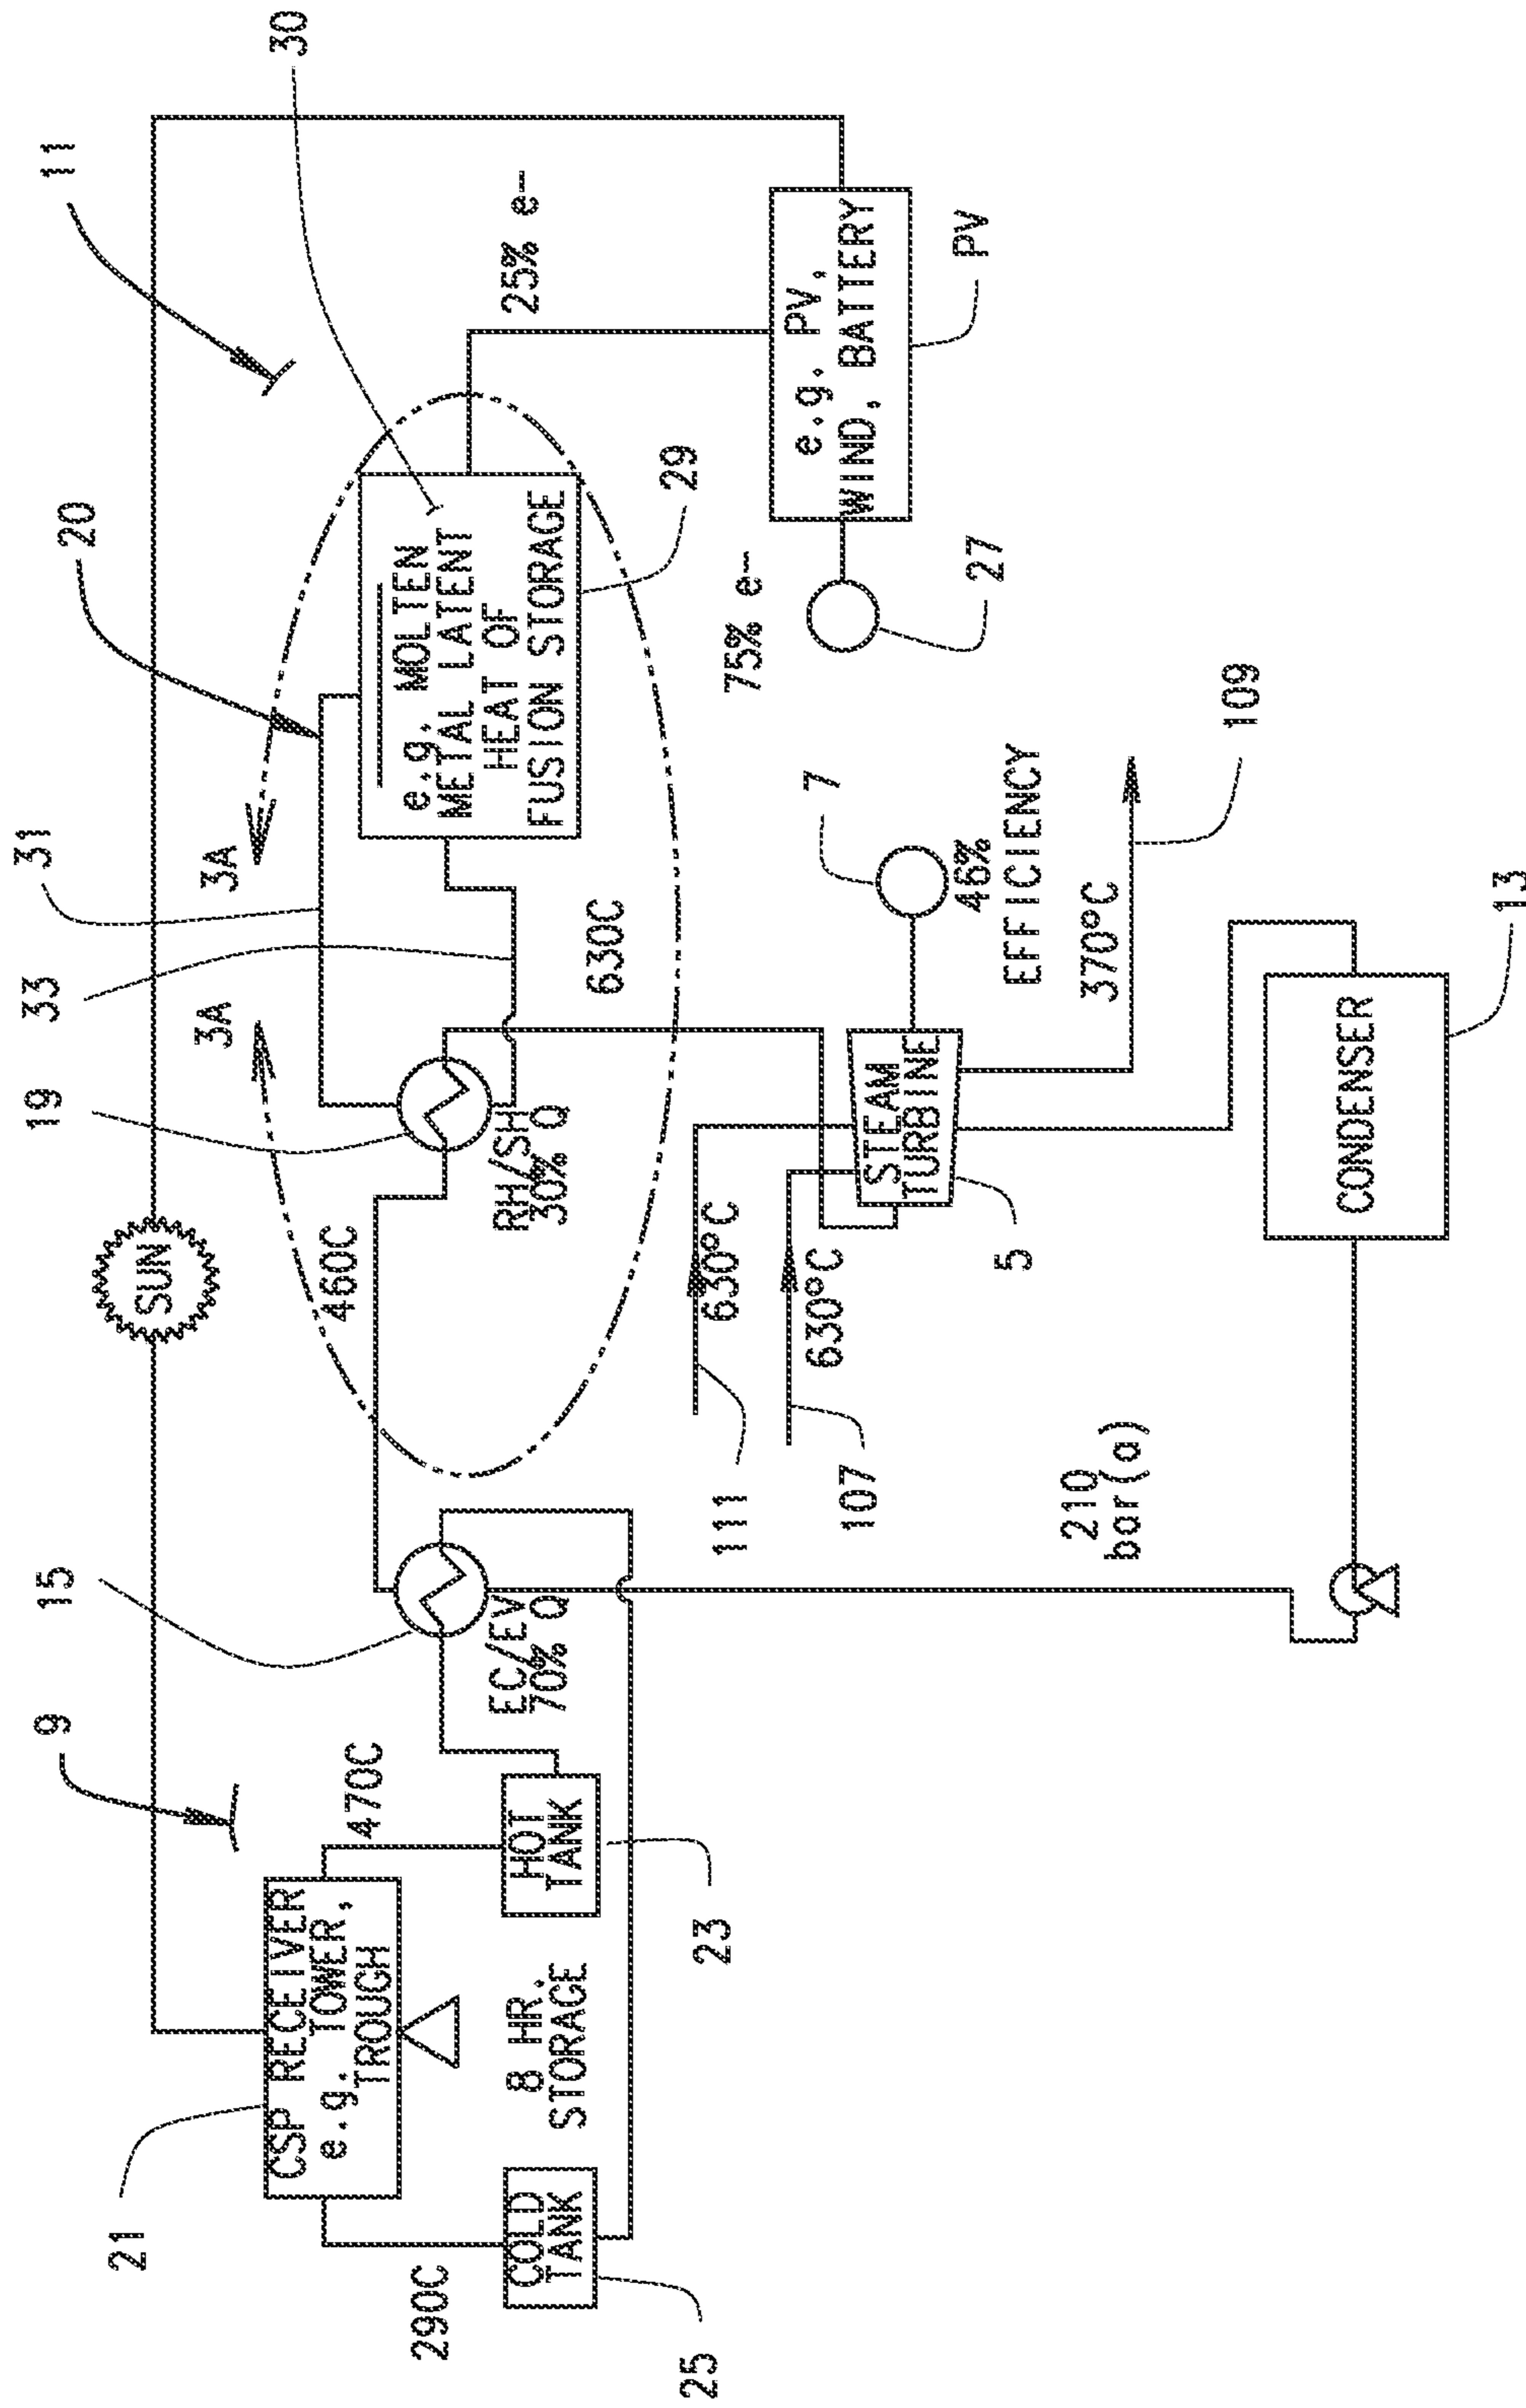 SUN
9
15
19
33
31
20
11
30
21
CSP RECEIVER
e.g. TOWER,
TROUGH
470C
290C
COLD
TANK
25
8 HR.
STORAGE
HOT
TANK
23
EC/EV
70% Q
460C
3A
3A
RH/SH
30% Q
630C
e.g. MOLTEN
METAL LATENT
HEAT OF
FUSION STORAGE
29
25% e-
75% e-
e.g. PV,
WIND, BATTERY
PV
27
111
630°C
107
630°C
STEAM
TURBINE
5
7
46%
EFFICIENCY
370°C
109
210
bar(a)
CONDENSER
13